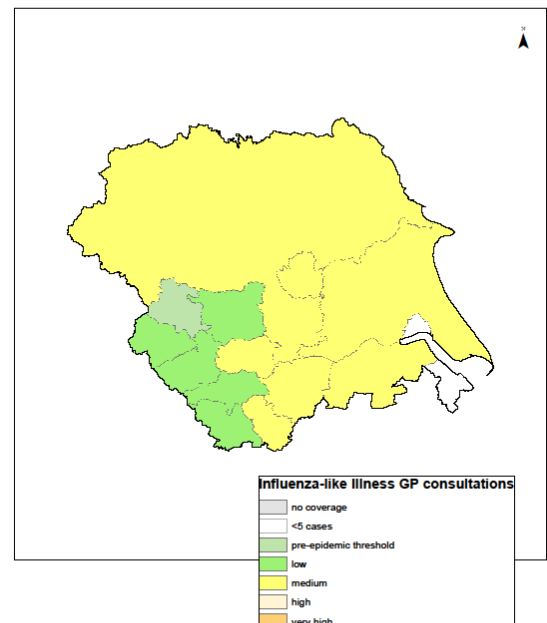 Influenza-like Illness GP consultations
no coverage
<5 cases
pre-epidemic threshold
low
medium
high
very high